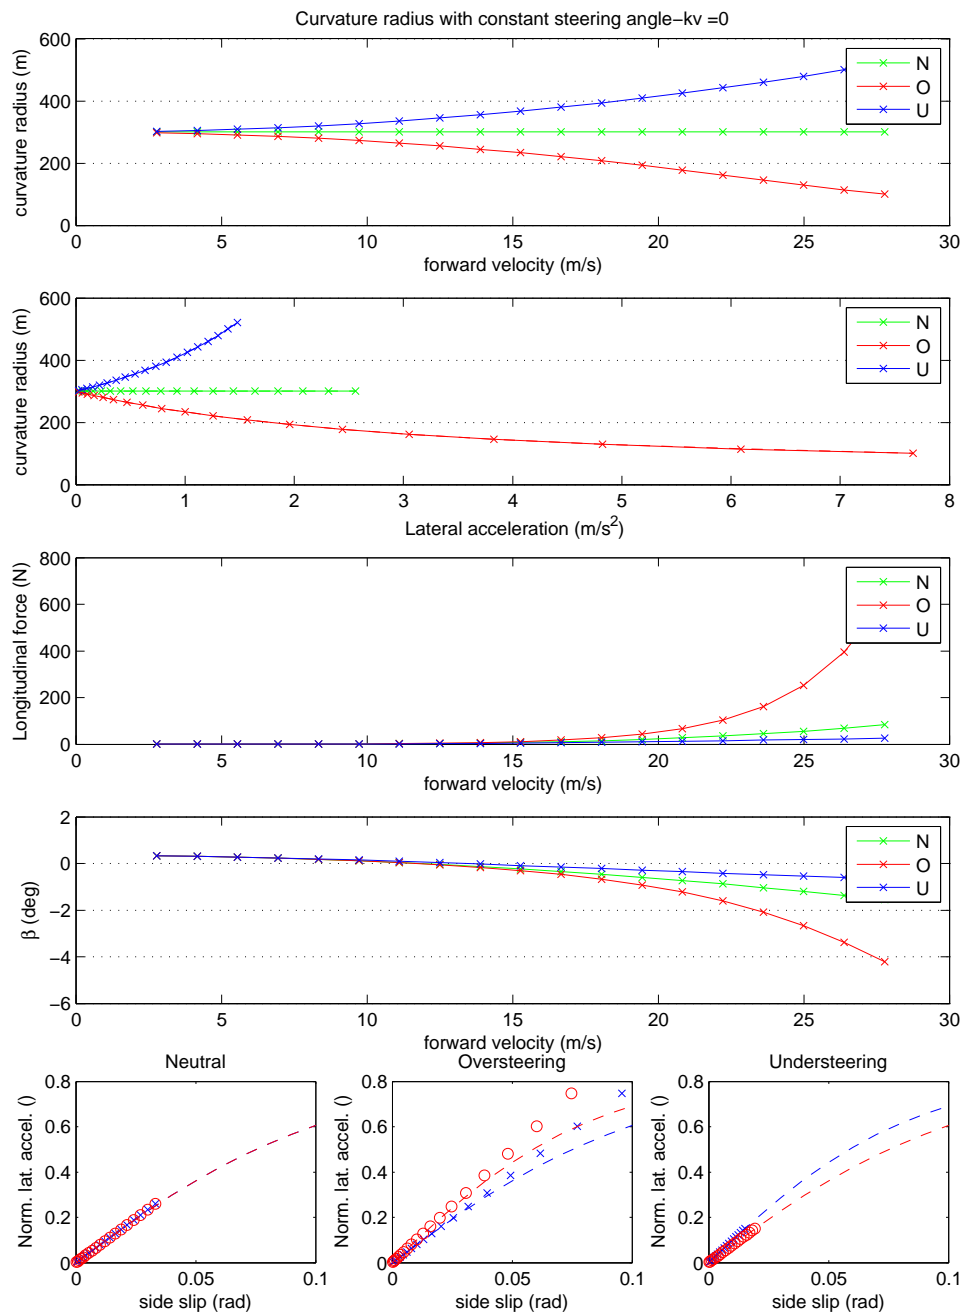 Curvature radius with constant steering angle−kv =0
600
400
200
0
curvature radius (m)
N
O
U
0 5 10 15 20 25 30
forward velocity (m/s)
600
400
200
0
curvature radius (m)
N
O
U
0 1 2 3 4 5 6 7 8
Lateral acceleration (m/s²)
800
600
400
200
0
Longitudinal force (N)
N
O
U
0 5 10 15 20 25 30
forward velocity (m/s)
2
0
−2
−4
−6
β (deg)
N
O
U
0 5 10 15 20 25 30
forward velocity (m/s)
Neutral
0.8
0.6
0.4
0.2
0
Norm. lat. accel. ()
0 0.05 0.1
side slip (rad)
Oversteering
0.8
0.6
0.4
0.2
0
Norm. lat. accel. ()
0 0.05 0.1
side slip (rad)
Understeering
0.8
0.6
0.4
0.2
0
Norm. lat. accel. ()
0 0.05 0.1
side slip (rad)